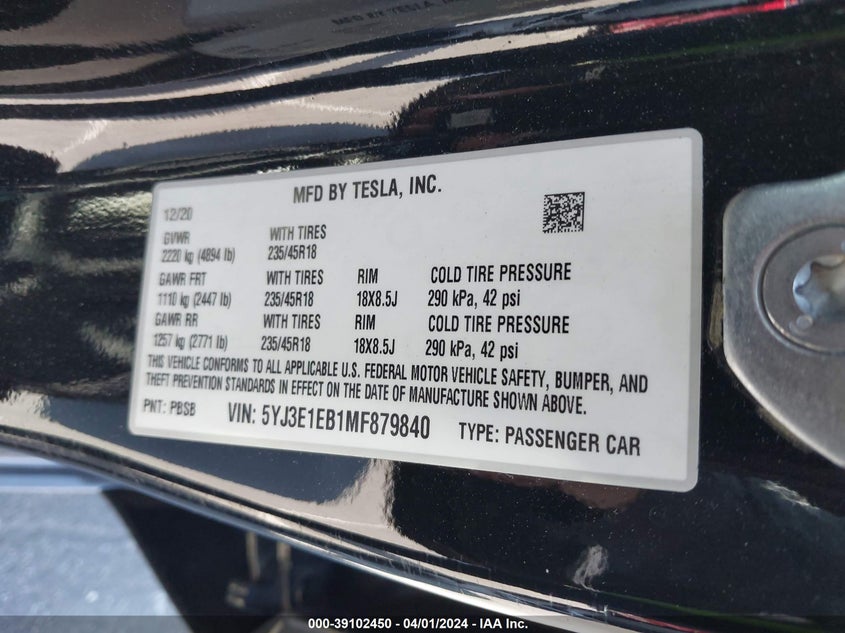 MFD BY TESLA, INC.
12/20
GVWR WITH TIRES
2220 kg (4894 lb) 235/45R18
GAWR FRT WITH TIRES RIM COLD TIRE PRESSURE
1110 kg (2447 lb) 235/45R18 18X8.5J 290 kPa, 42 psi
GAWR RR WITH TIRES RIM COLD TIRE PRESSURE
1257 kg (2771 lb) 235/45R18 18X8.5J 290 kPa, 42 psi
THIS VEHICLE CONFORMS TO ALL APPLICABLE U.S. FEDERAL MOTOR VEHICLE SAFETY, BUMPER, AND
THEFT PREVENTION STANDARDS IN EFFECT ON THE DATE OF MANUFACTURE SHOWN ABOVE.
PNT: PBSB VIN: 5YJ3E1EB1MF879840 TYPE: PASSENGER CAR
000-39102450 - 04/01/2024 - IAA Inc.